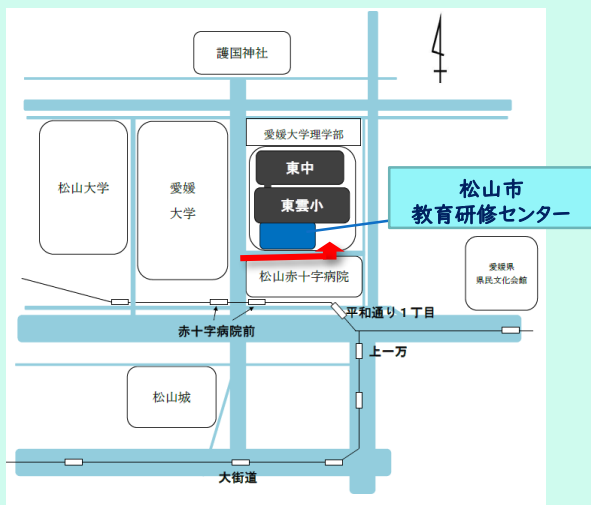 護国神社
愛媛大学理学部
東中
松山大学
愛媛
大学
東雲小
松山市
教育研修センター
松山赤十字病院
愛媛県
県民文化会館
平和通り1丁目
赤十字病院前
上一万
松山城
大街道